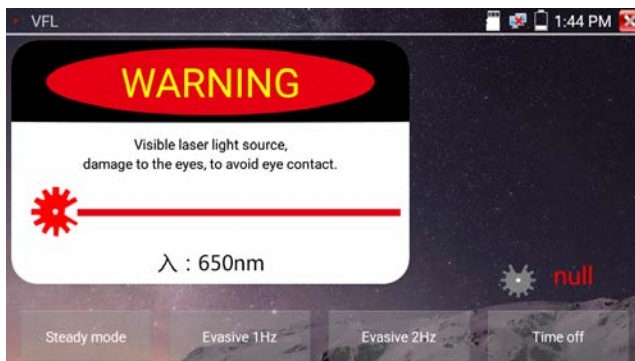 VFL
1:44 PM
WARNING
Visible laser light source,
damage to the eyes, to avoid eye contact.
入 : 650nm
null
Steady mode
Evasive 1Hz
Evasive 2Hz
Time off